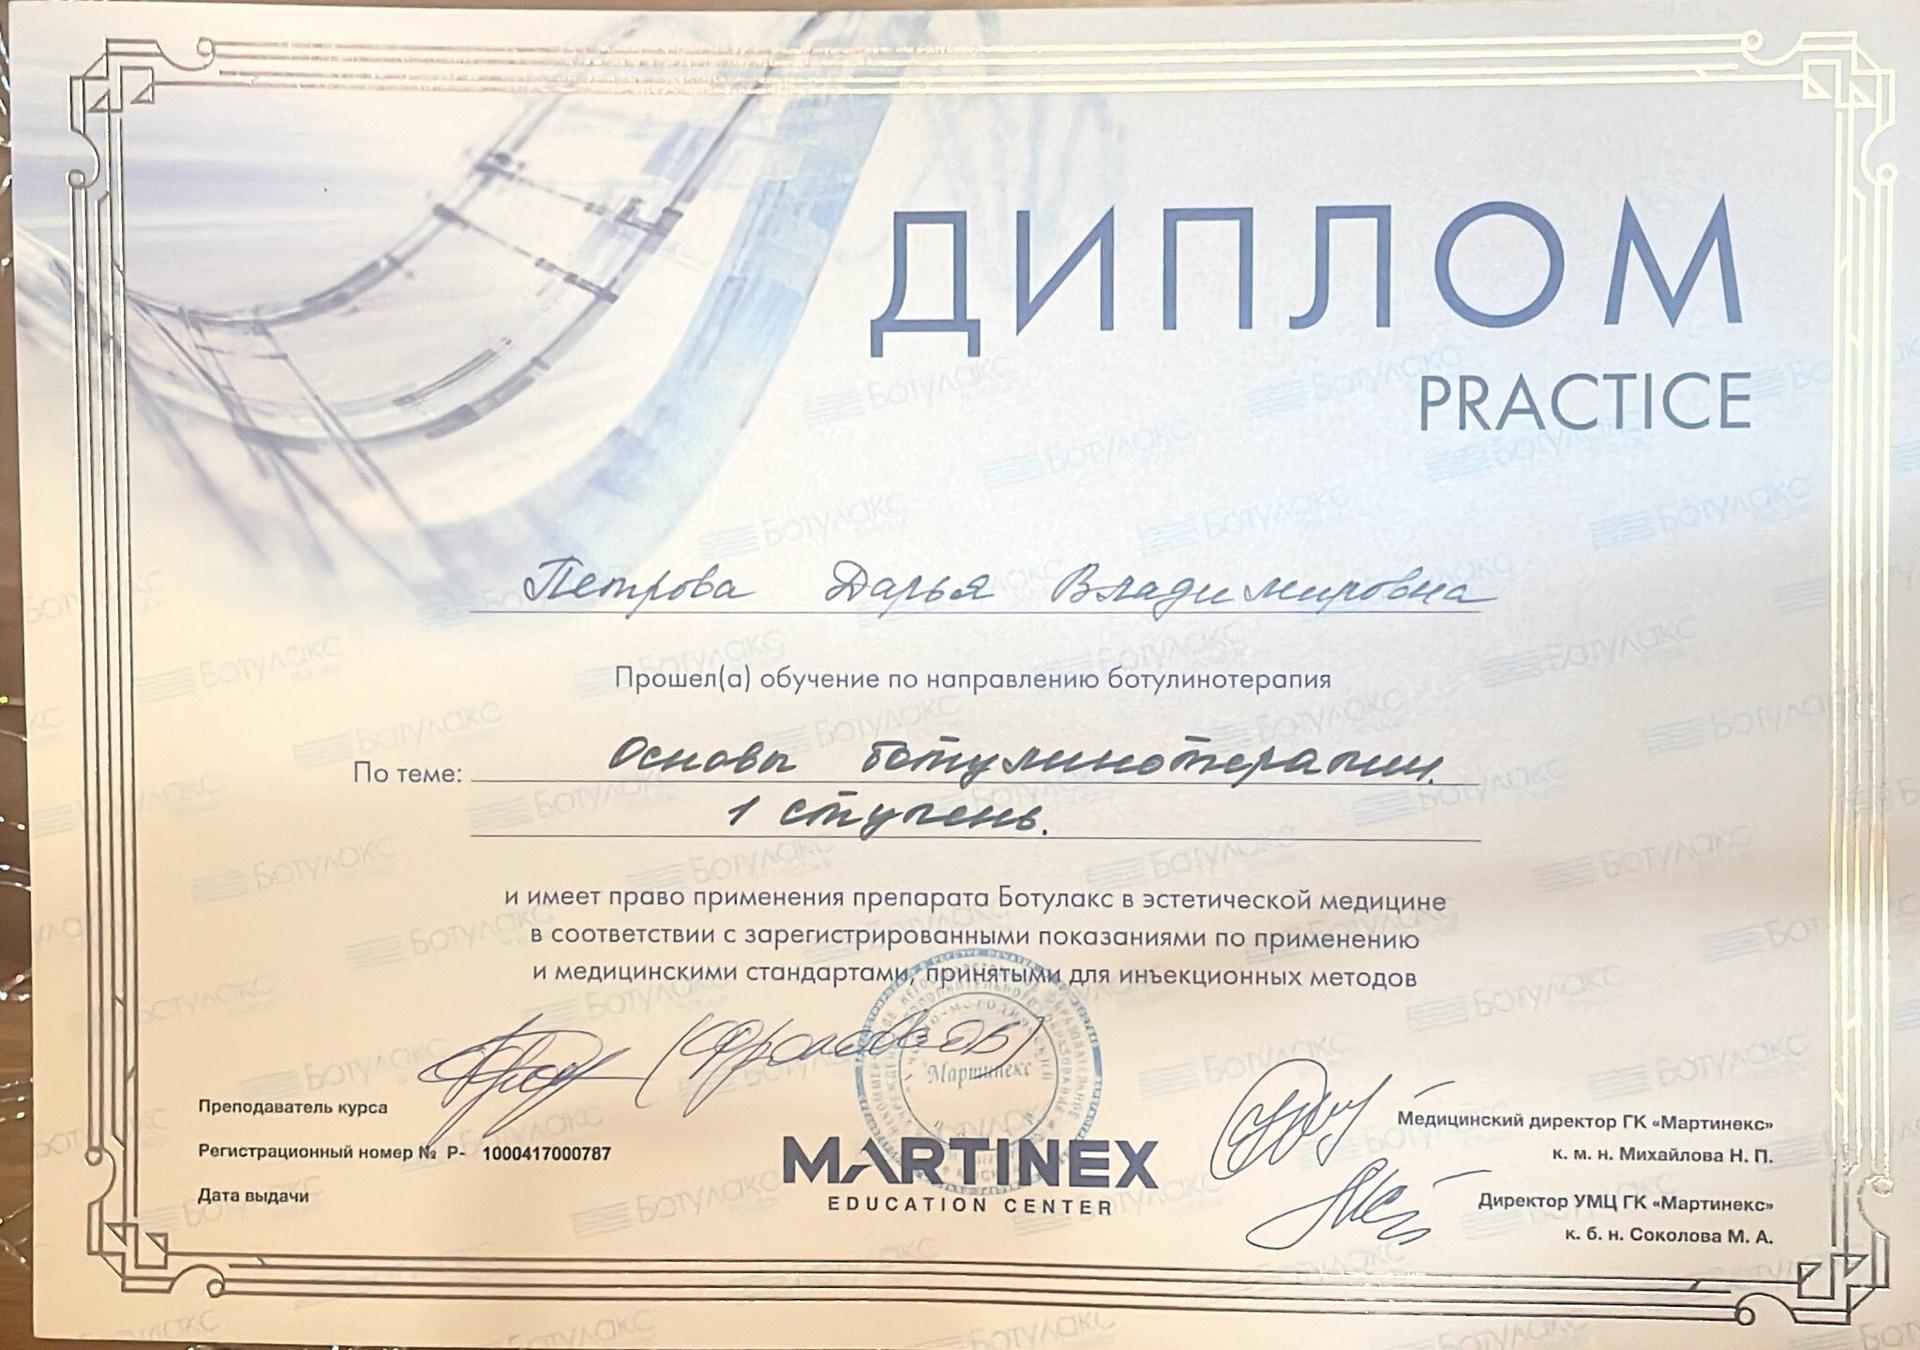 ДИПЛОМ
PRACTICE
Петрова Дарья Владимировна
Прошел(а) обучение по направлению ботулинотерапия
По теме: Основы ботулинотерапии.
1 ступень.
и имеет право применения препарата Ботулакс в эстетической медицине
в соответствии с зарегистрированными показаниями по применению
и медицинскими стандартами, принятыми для инъекционных методов
Преподаватель курса
Регистрационный номер № Р- 1000417000787
Дата выдачи
"Мартинекс"
MARTINEX
EDUCATION CENTER
Медицинский директор ГК «Мартинекс»
к. м. н. Михайлова Н. П.
Директор УМЦ ГК «Мартинекс»
к. б. н. Соколова М. А.
Ботулакс